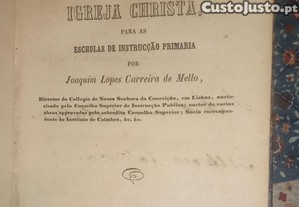 Custojusto.pt
IGREJA CHRISTÃ,
PARA AS
ESCHOLAS DE INSTRUCÇÃO PRIMARIA
POR
Joaquim Lopes Carreira de Mello,
Director do Collegio de Nossa Senhora da Conceição, em Lisboa, auctorisado
pelo Conselho Superior de Instrucção Publica; auctor de varias
obras approvadas pelo sobredito Conselho Superior; Socio correspondente
do Instituto de Coimbra, &c. &c.